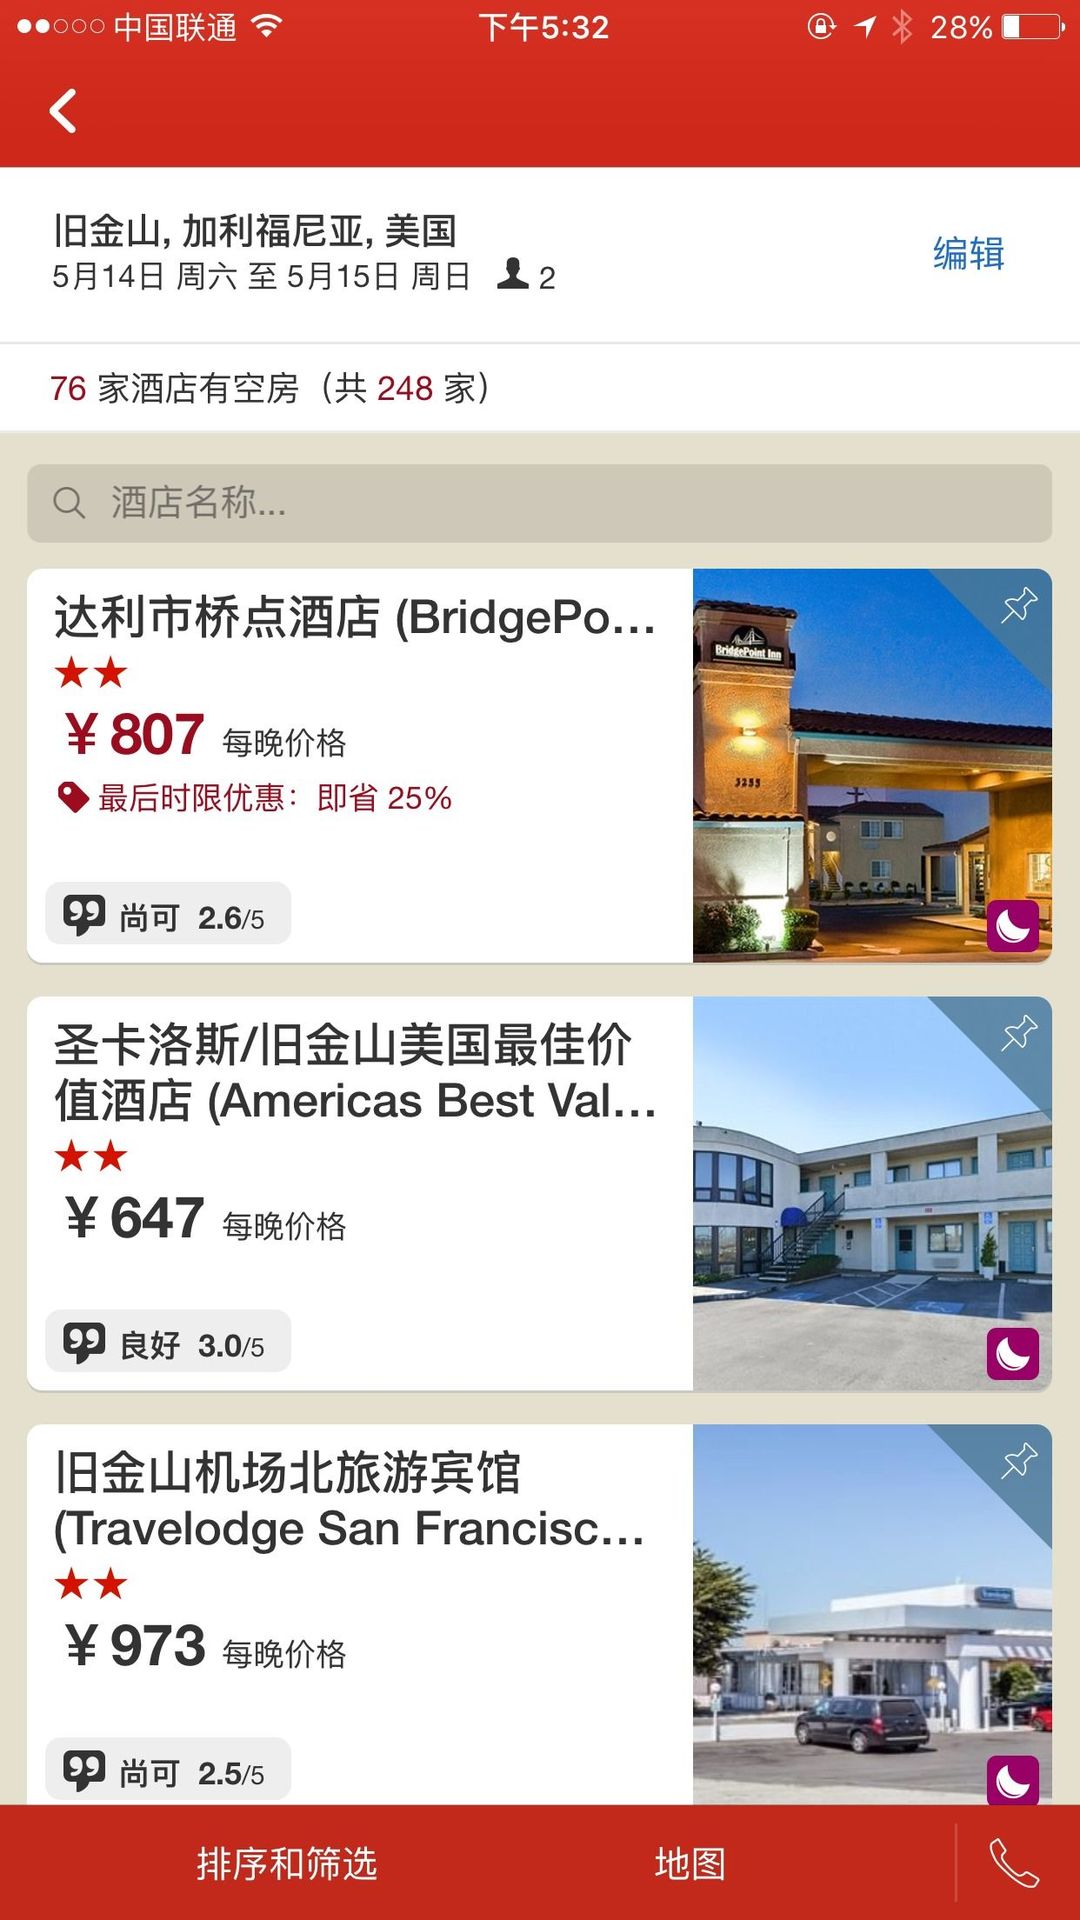 中国联通
下午5:32
28%
旧金山, 加利福尼亚, 美国
5月14日 周六 至 5月15日 周日 2
编辑
76 家酒店有空房（共 248 家）
酒店名称...
达利市桥点酒店 (BridgePo...
¥807 每晚价格
最后时限优惠：即省 25%
尚可 2.6/5
BridgePoint Inn
3255
圣卡洛斯/旧金山美国最佳价
值酒店 (Americas Best Val...
¥647 每晚价格
良好 3.0/5
旧金山机场北旅游宾馆
(Travelodge San Francisc...
¥973 每晚价格
尚可 2.5/5
排序和筛选
地图